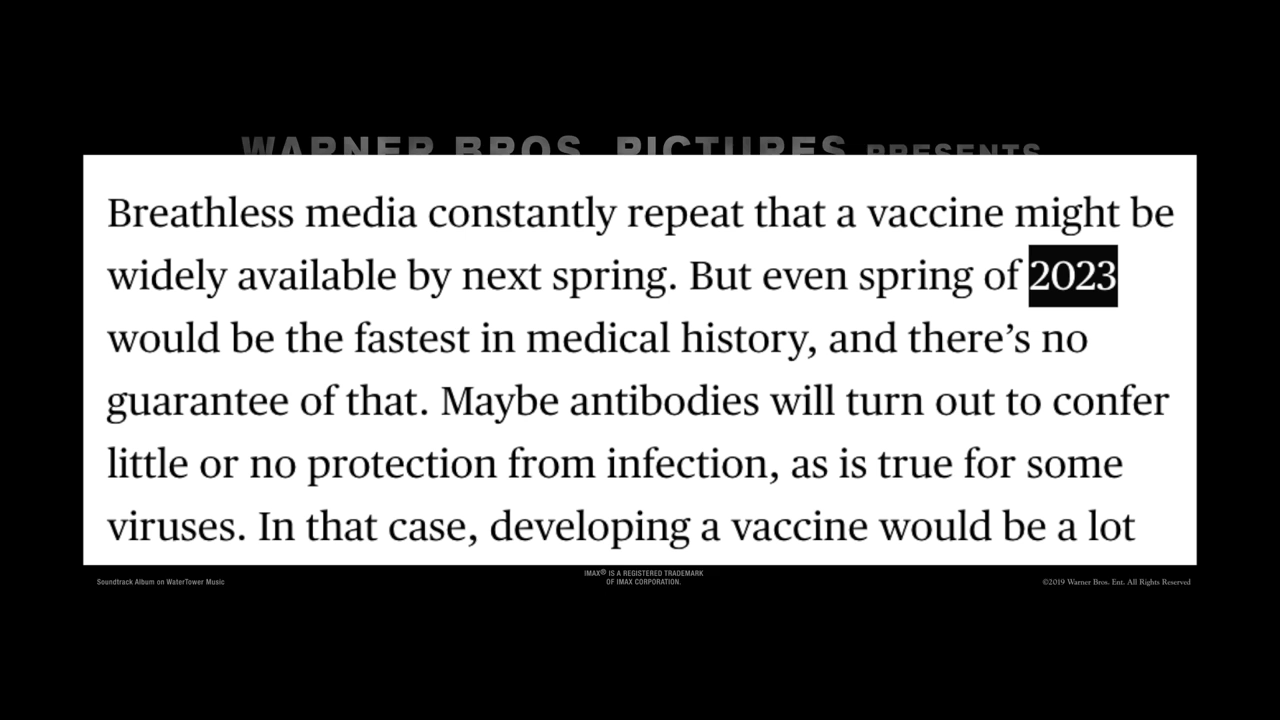 WARNER BROS. PICTURES PRESENTS
Breathless media constantly repeat that a vaccine might be
widely available by next spring. But even spring of 2023
would be the fastest in medical history, and there’s no
guarantee of that. Maybe antibodies will turn out to confer
little or no protection from infection, as is true for some
viruses. In that case, developing a vaccine would be a lot
Soundtrack Album on WaterTower Music
IMAX® IS A REGISTERED TRADEMARK
OF IMAX CORPORATION.
©2019 Warner Bros. Ent. All Rights Reserved